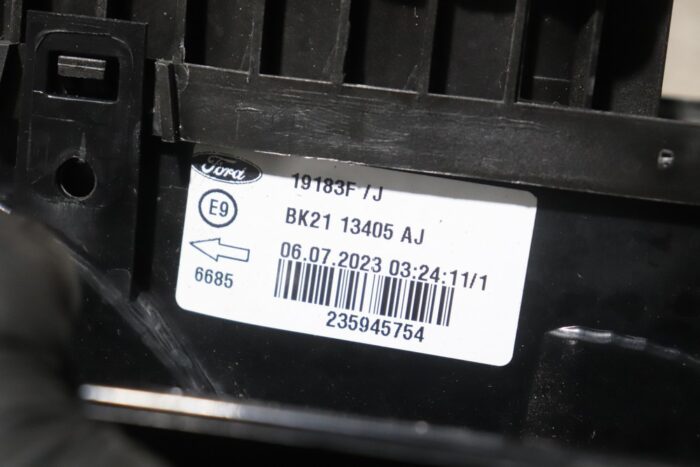 Ford
19183F /J
E9
BK21 13405 AJ
06.07.2023 03:24:11/1
6685
235945754